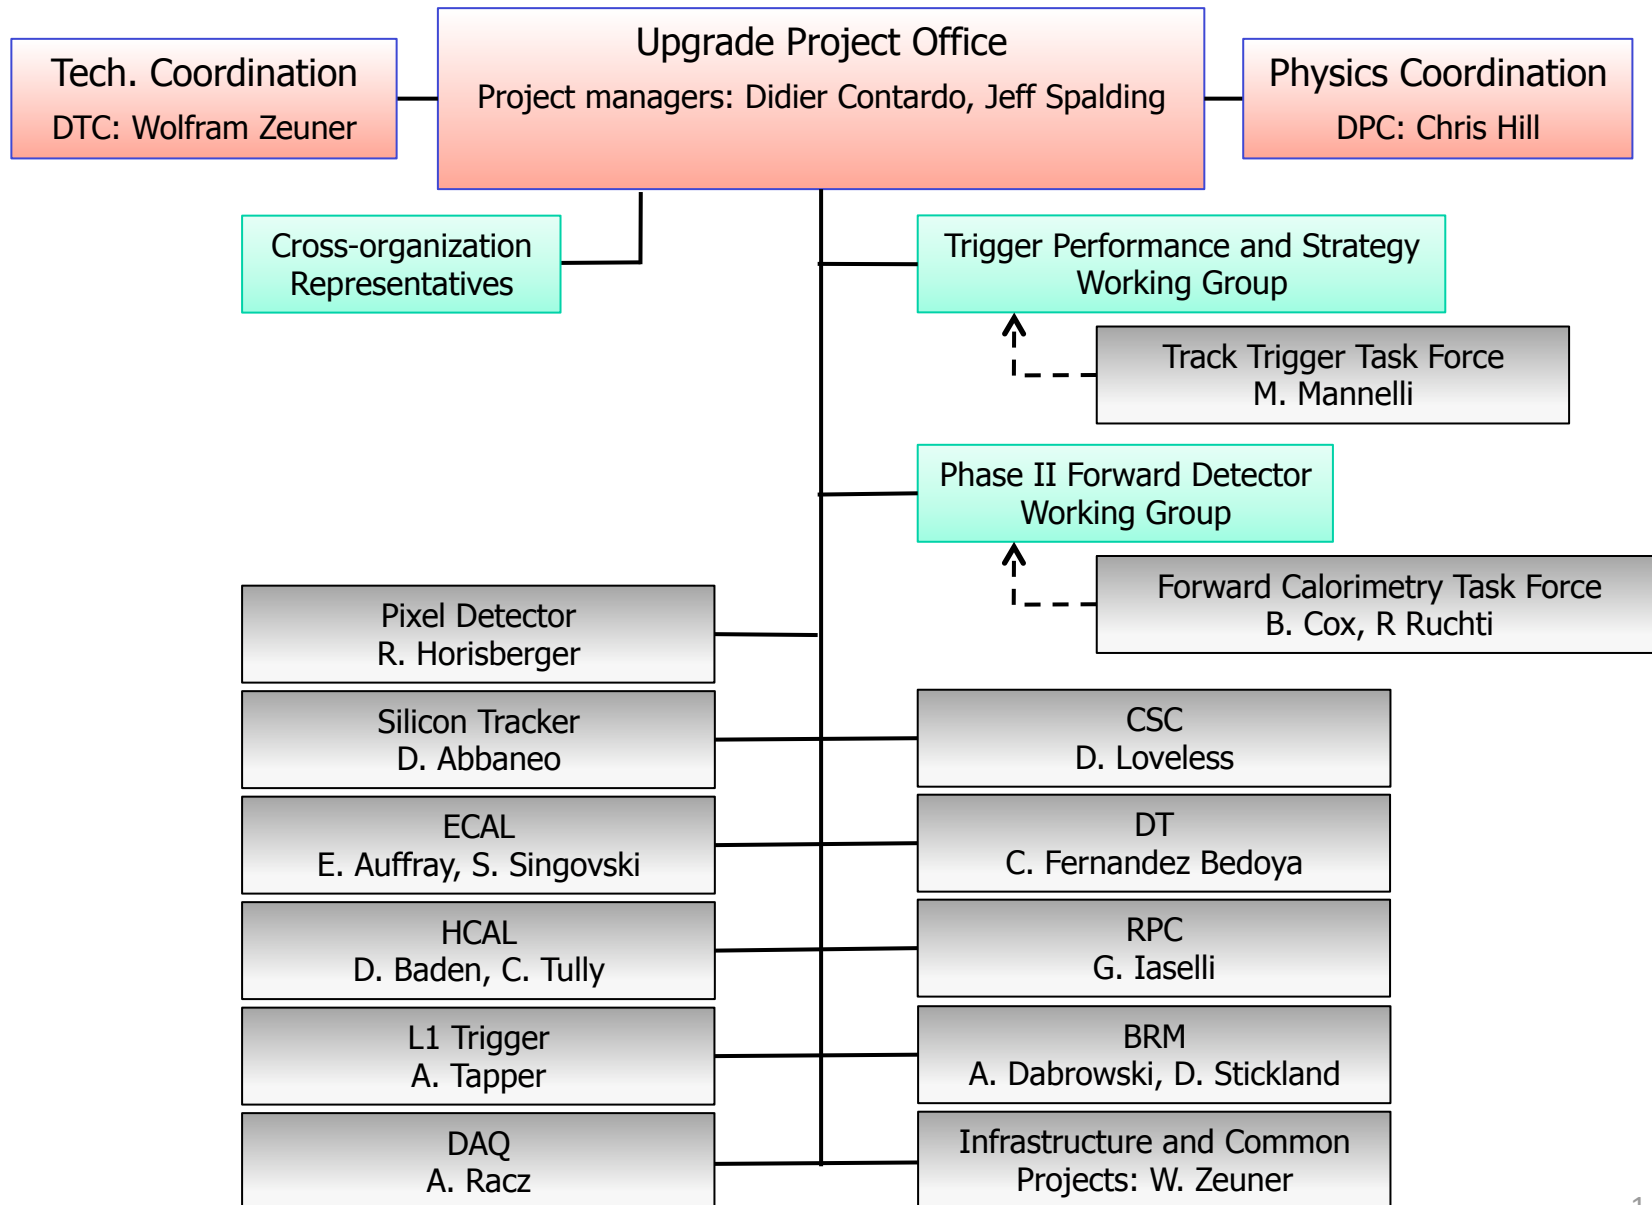 Upgrade Project Office
Project managers: Didier Contardo, Jeff Spalding
Tech. Coordination
DTC: Wolfram Zeuner
Physics Coordination
DPC: Chris Hill
Cross-organization
Representatives
Trigger Performance and Strategy
Working Group
Track Trigger Task Force
M. Mannelli
Phase II Forward Detector
Working Group
Forward Calorimetry Task Force
B. Cox, R Ruchti
Pixel Detector
R. Horisberger
Silicon Tracker
D. Abbaneo
CSC
D. Loveless
ECAL
E. Auffray, S. Singovski
DT
C. Fernandez Bedoya
HCAL
D. Baden, C. Tully
RPC
G. Iaselli
L1 Trigger
A. Tapper
BRM
A. Dabrowski, D. Stickland
DAQ
A. Racz
Infrastructure and Common
Projects: W. Zeuner
1